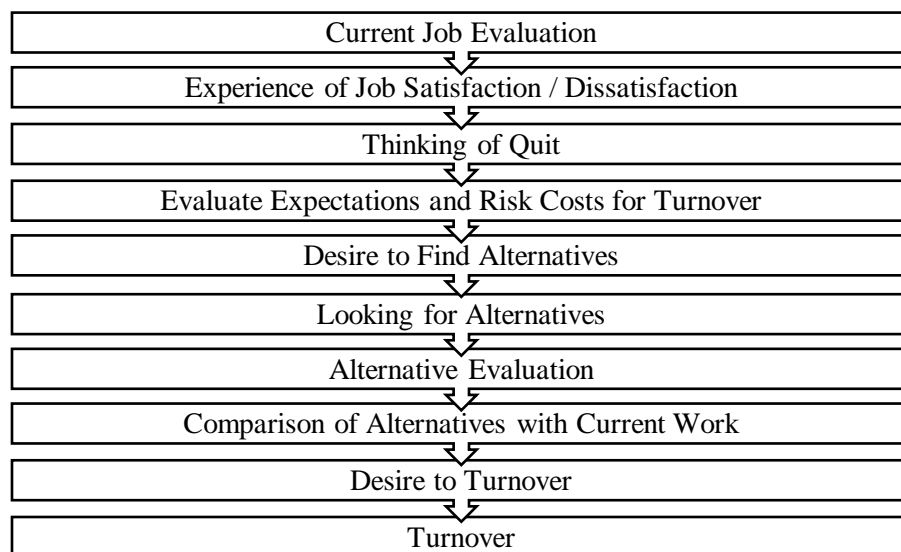 Current Job Evaluation
Experience of Job Satisfaction / Dissatisfaction
Thinking of Quit
Evaluate Expectations and Risk Costs for Turnover
Desire to Find Alternatives
Looking for Alternatives
Alternative Evaluation
Comparison of Alternatives with Current Work
Desire to Turnover
Turnover